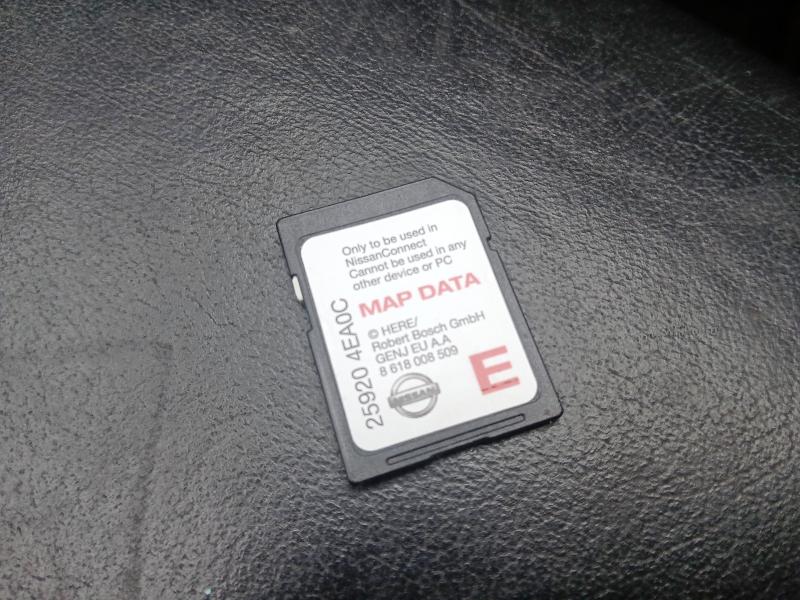 Only to be used in
NissanConnect
Cannot be used in any
other device or PC
MAP DATA
© HERE/
Robert Bosch GmbH
GENJ EU A.A
8 618 008 509
25920 4EA0C
NISSAN
E